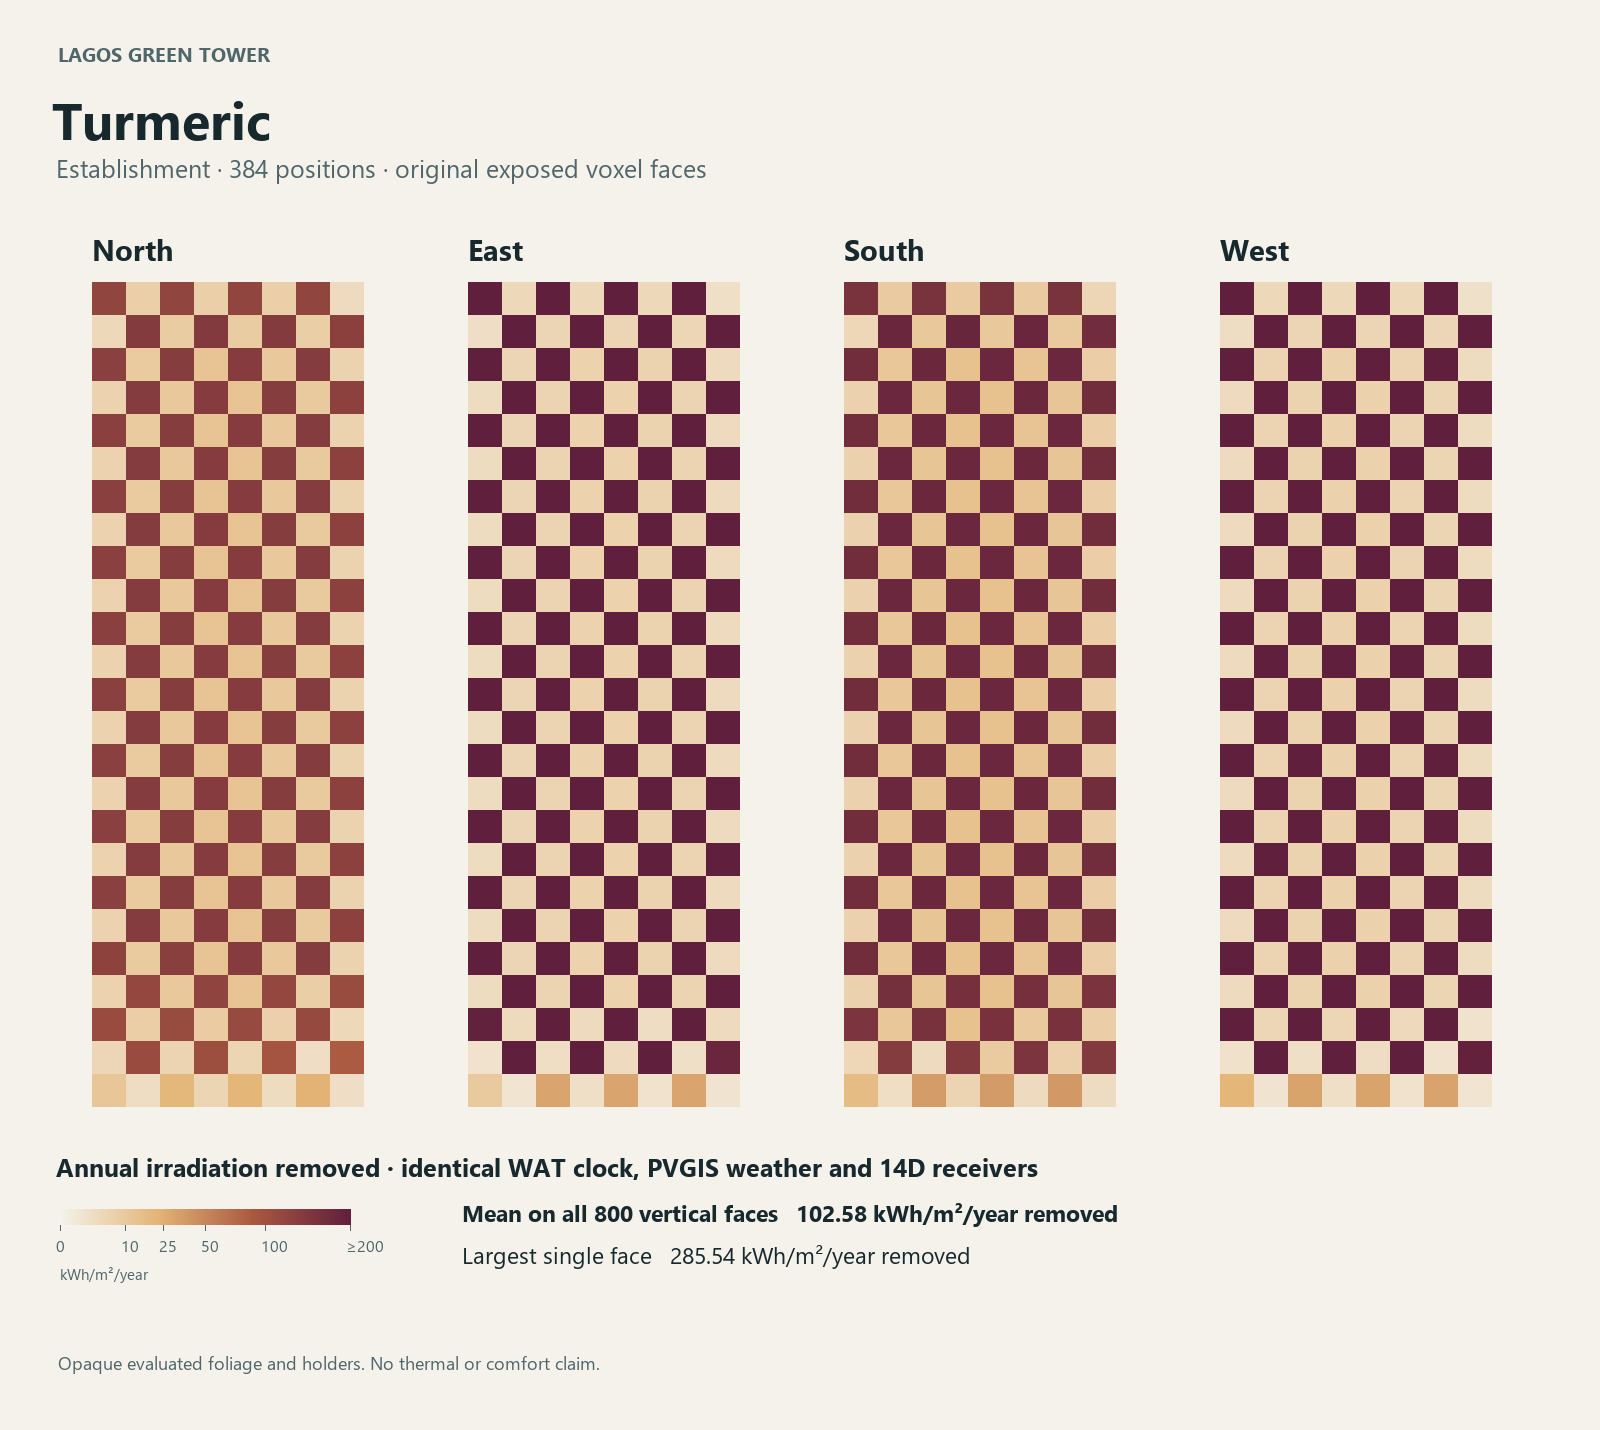 LAGOS GREEN TOWER
Turmeric
Establishment · 384 positions · original exposed voxel faces
North East South West
Annual irradiation removed · identical WAT clock, PVGIS weather and 14D receivers
Mean on all 800 vertical faces 102.58 kWh/m²/year removed
0 10 25 50 100 ≥200
Largest single face 285.54 kWh/m²/year removed
kWh/m²/year
Opaque evaluated foliage and holders. No thermal or comfort claim.